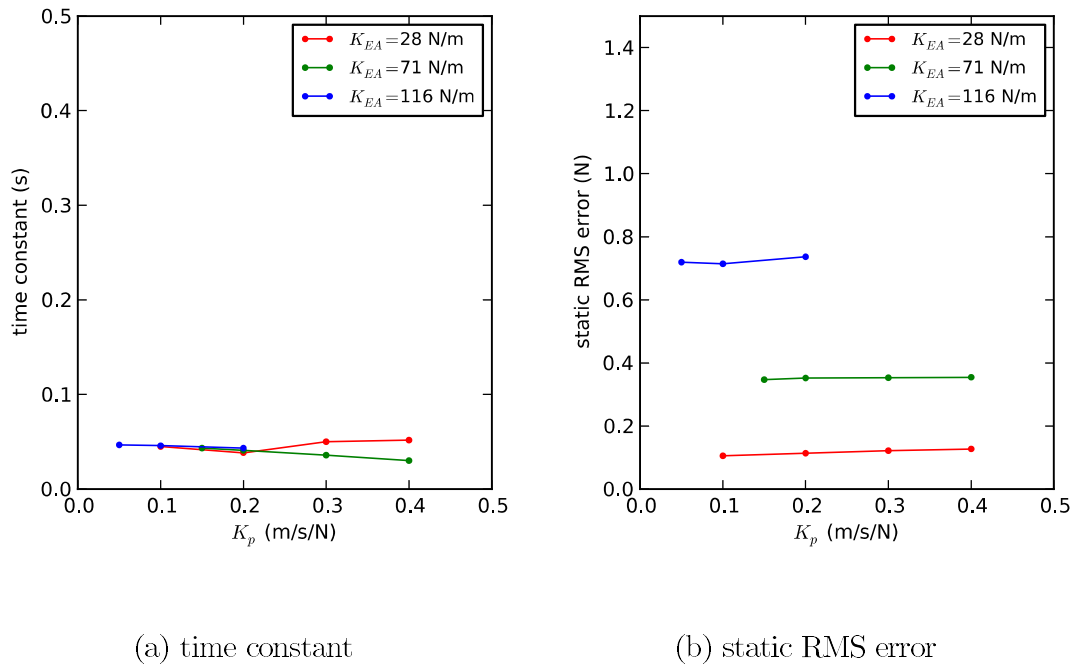 0.5
0.4
0.3
0.2
0.1
0.0
time constant (s)
K_EA=28 N/m
K_EA=71 N/m
K_EA=116 N/m
0.0 0.1 0.2 0.3 0.4 0.5
K_p (m/s/N)
(a) time constant
1.4
1.2
1.0
0.8
0.6
0.4
0.2
0.0
static RMS error (N)
K_EA=28 N/m
K_EA=71 N/m
K_EA=116 N/m
0.0 0.1 0.2 0.3 0.4 0.5
K_p (m/s/N)
(b) static RMS error